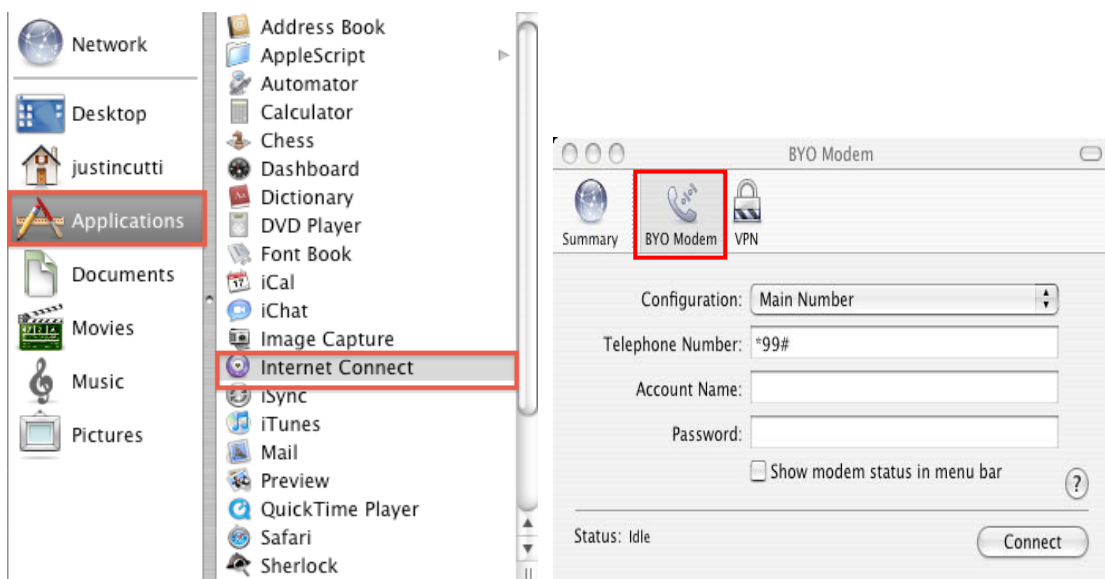 Network
Desktop
justincutti
Applications
Documents
Movies
Music
Pictures
Address Book
AppleScript
Automator
Calculator
Chess
Dashboard
Dictionary
DVD Player
Font Book
iCal
iChat
Image Capture
Internet Connect
iSync
iTunes
Mail
Preview
QuickTime Player
Safari
Sherlock
BYO Modem
Summary
BYO Modem
VPN
Configuration: Main Number
Telephone Number: *99#
Account Name:
Password:
Show modem status in menu bar
?
Status: Idle
Connect